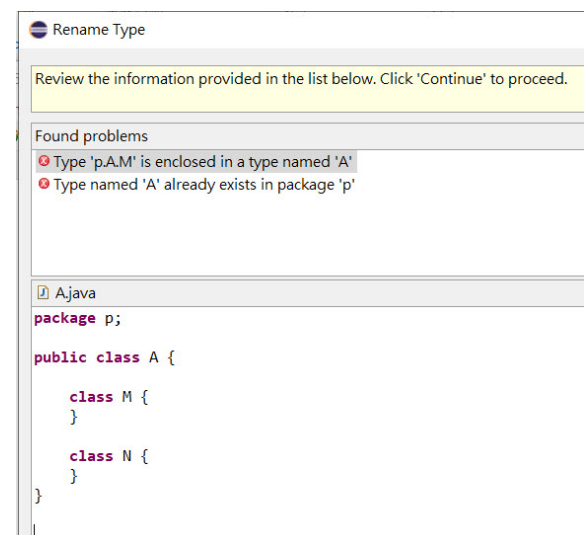 Rename Type
Review the information provided in the list below. Click 'Continue' to proceed.
Found problems
Type 'p.A.M' is enclosed in a type named 'A'
Type named 'A' already exists in package 'p'
A.java
package p;
public class A {
class M {
}
class N {
}
}